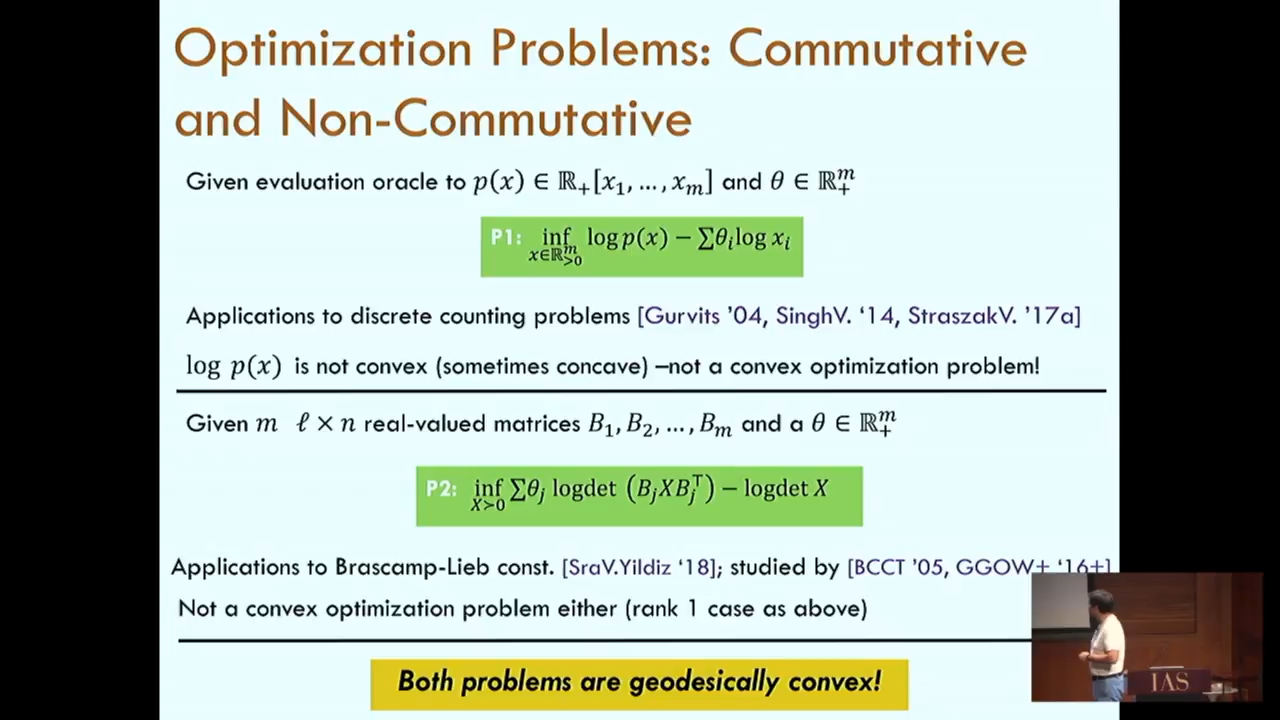 Optimization Problems: Commutative
and Non-Commutative
Given evaluation oracle to p(x) ∈ ℝ₊[x₁, …, xₘ] and θ ∈ ℝ₊ᵐ
P1: inf_{x∈ℝᵐ_{>0}} log p(x) − ∑θᵢlog xᵢ
Applications to discrete counting problems [Gurvits ’04, SinghV. ‘14, StraszakV. ’17a]
log p(x) is not convex (sometimes concave) –not a convex optimization problem!
Given m ℓ × n real-valued matrices B₁, B₂, …, Bₘ and a θ ∈ ℝ₊ᵐ
P2: inf_{X≻0} ∑θⱼ logdet (BⱼXBⱼ^⊤) − logdet X
Applications to Brascamp-Lieb const. [SraV.Yildiz ‘18]; studied by [BCCT ’05, GGOW+ ‘16+]
Not a convex optimization problem either (rank 1 case as above)
Both problems are geodesically convex!
IAS